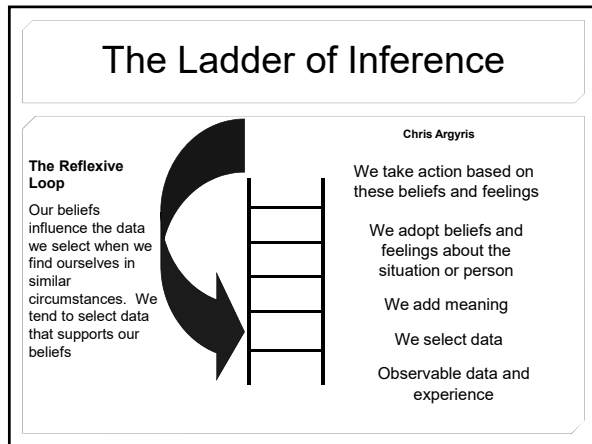 The Ladder of Inference
The Reflexive
Loop
Our beliefs
influence the data
we select when we
find ourselves in
similar
circumstances.  We
tend to select data
that supports our
beliefs
Chris Argyris
We take action based on
these beliefs and feelings
We adopt beliefs and
feelings about the
situation or person
We add meaning
We select data
Observable data and
experience